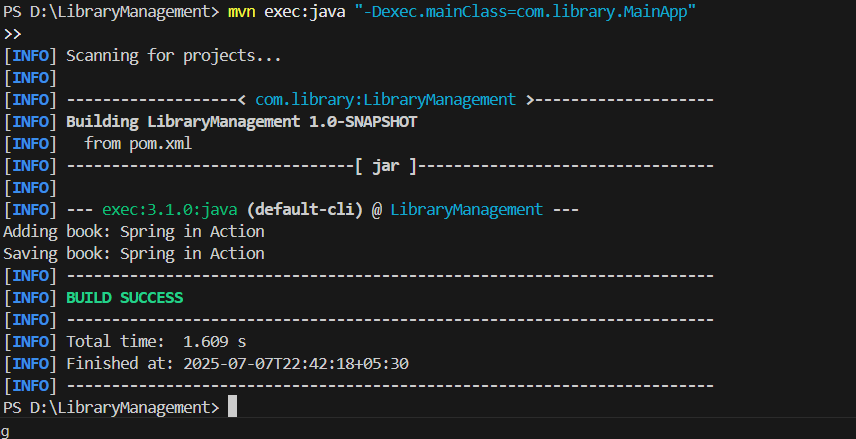 PS D:\LibraryManagement> mvn exec:java "-Dexec.mainClass=com.library.MainApp"
>>
[INFO] Scanning for projects...
[INFO]
[INFO] -------------------< com.library:LibraryManagement >--------------------
[INFO] Building LibraryManagement 1.0-SNAPSHOT
[INFO]   from pom.xml
[INFO] --------------------------------[ jar ]---------------------------------
[INFO]
[INFO] --- exec:3.1.0:java (default-cli) @ LibraryManagement ---
Adding book: Spring in Action
Saving book: Spring in Action
[INFO] ------------------------------------------------------------------------
[INFO] BUILD SUCCESS
[INFO] ------------------------------------------------------------------------
[INFO] Total time:  1.609 s
[INFO] Finished at: 2025-07-07T22:42:18+05:30
[INFO] ------------------------------------------------------------------------
PS D:\LibraryManagement>
g